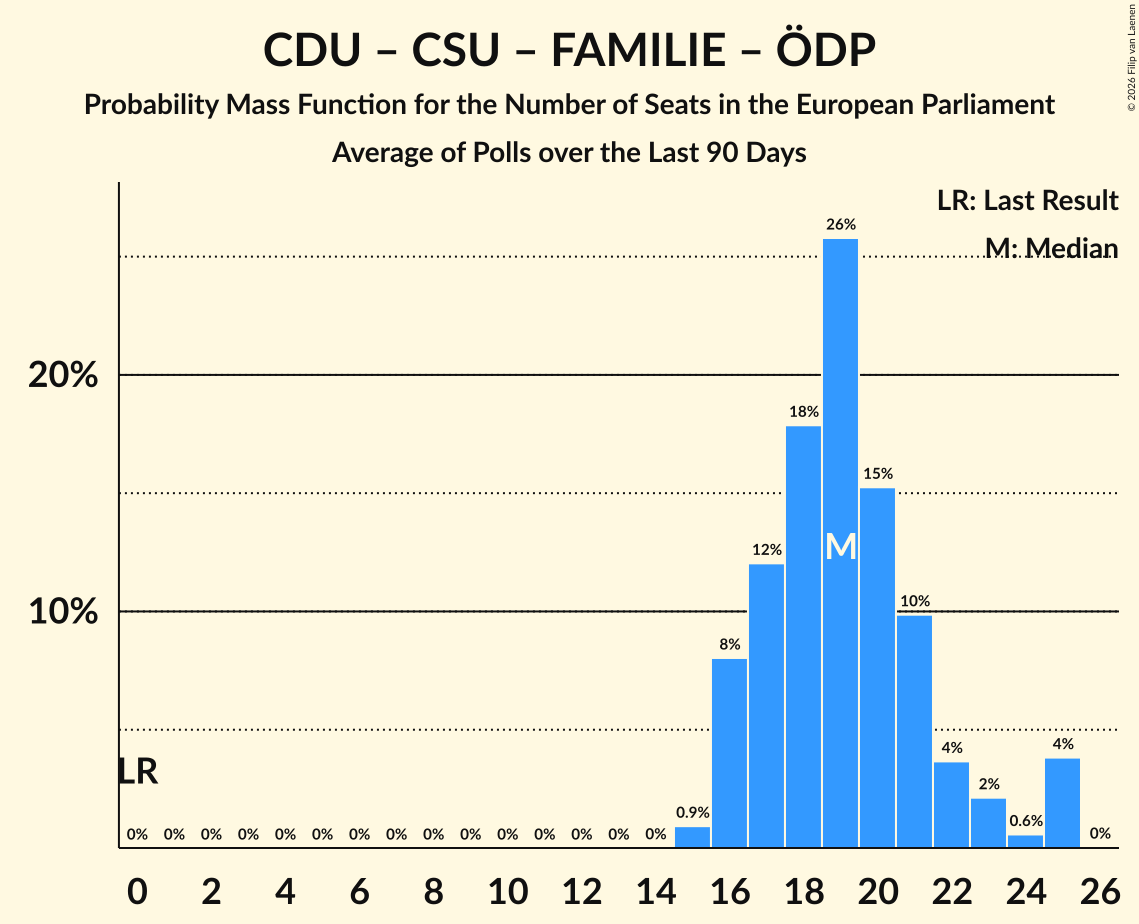 CDU – CSU – FAMILIE – ÖDP
Probability Mass Function for the Number of Seats in the European Parliament
Average of Polls over the Last 90 Days
© 2026 Filip van Laenen
LR: Last Result
M: Median
26%
20%
18%
15%
M
12%
10%
10%
8%
4%
4%
LR
2%
0% 0% 0% 0% 0% 0% 0% 0% 0% 0% 0% 0% 0% 0% 0% 0.9% 0.6% 0%
0 2 4 6 8 10 12 14 16 18 20 22 24 26